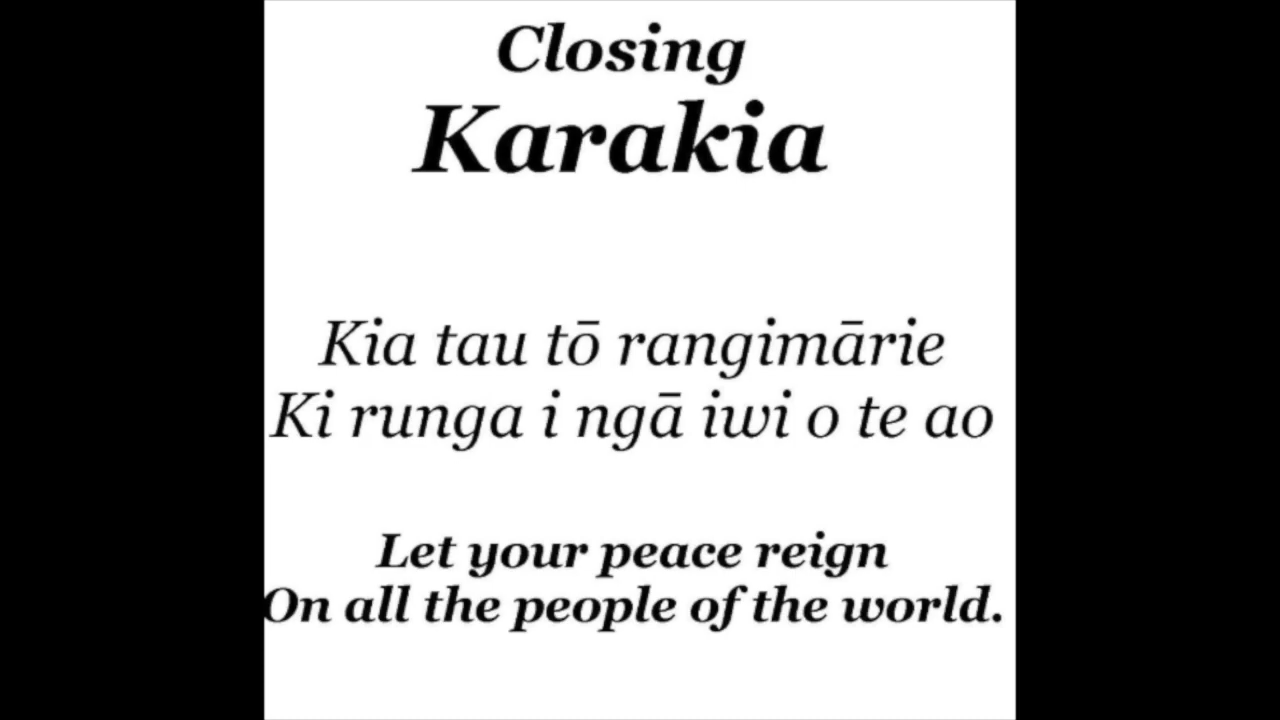 Closing
Karakia
Kia tau tō rangimārie
Ki runga i ngā iwi o te ao
Let your peace reign
On all the people of the world.